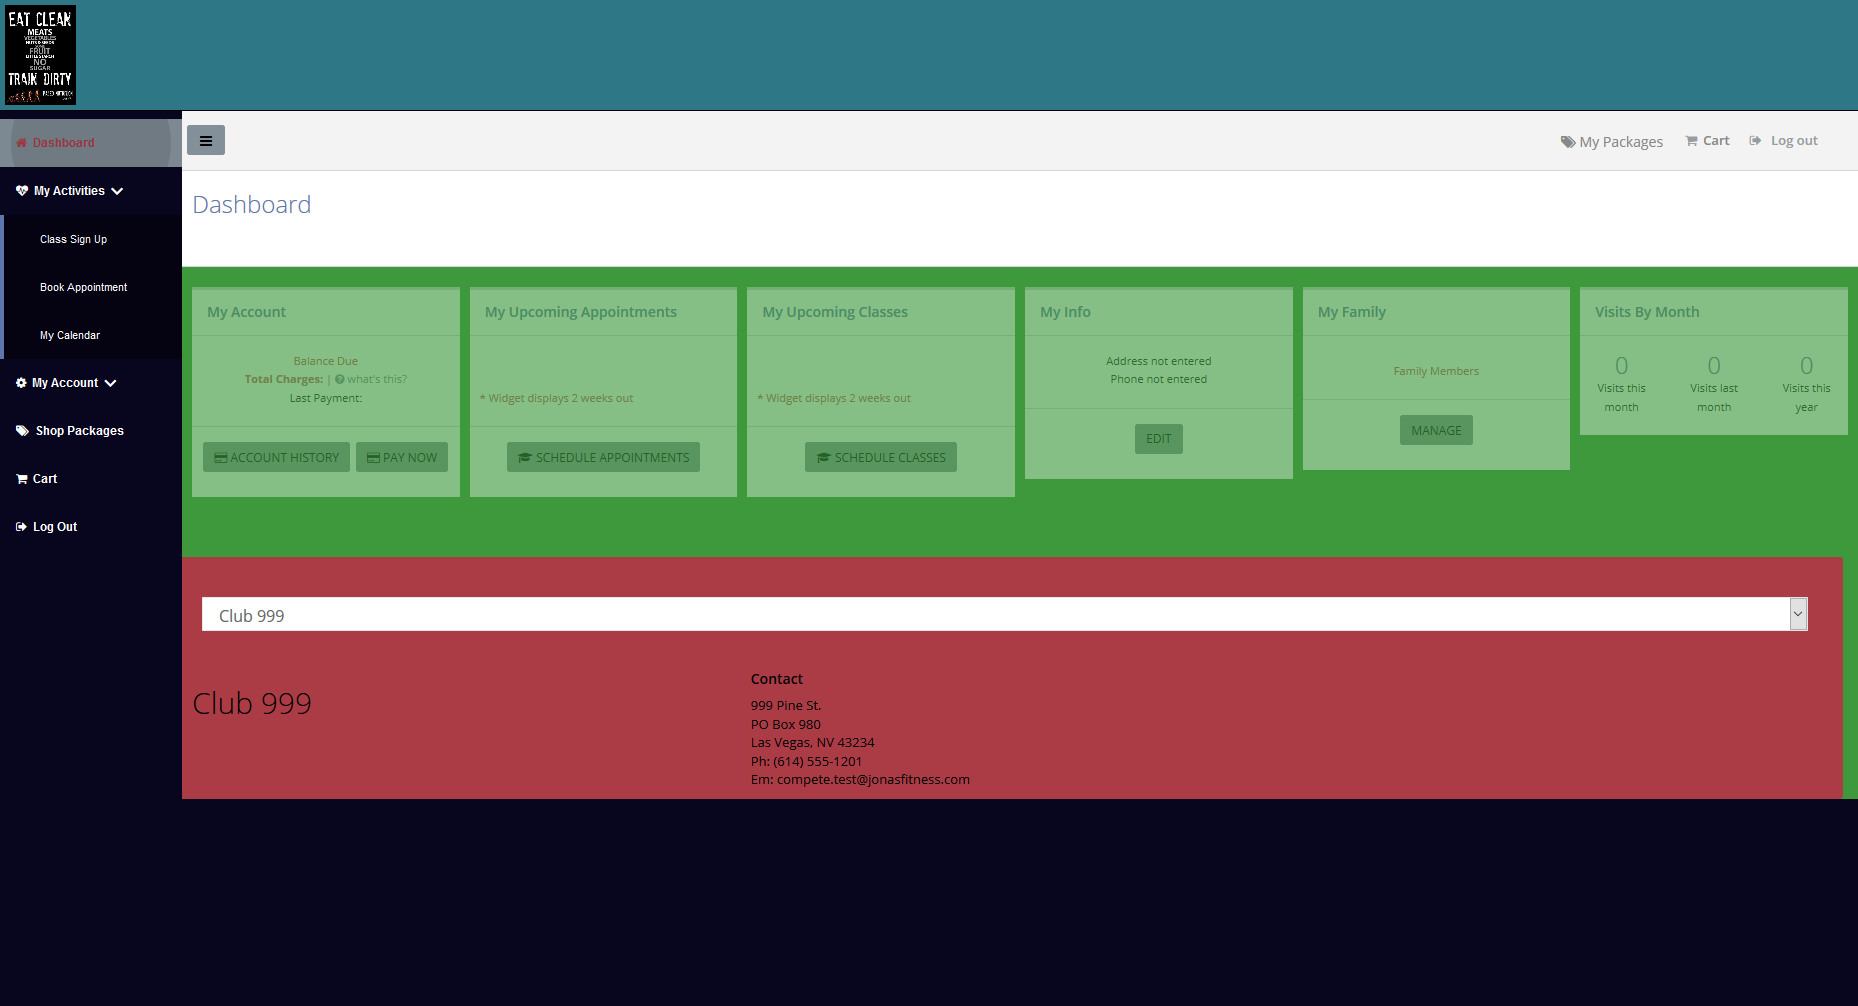 EAT CLEAN
MEATS
VEGETABLES
FRUIT
LITTLE STARCH
NO
SUGAR
TRAIN DIRTY
My Packages
Cart
Log out
Dashboard
My Activities
Class Sign Up
Book Appointment
My Calendar
My Account
Shop Packages
Cart
Log Out
Dashboard
My Account
Balance Due
Total Charges: | what's this?
Last Payment:
ACCOUNT HISTORY
PAY NOW
My Upcoming Appointments
* Widget displays 2 weeks out
SCHEDULE APPOINTMENTS
My Upcoming Classes
* Widget displays 2 weeks out
SCHEDULE CLASSES
My Info
Address not entered
Phone not entered
EDIT
My Family
Family Members
MANAGE
Visits By Month
0
Visits this
month
0
Visits last
month
0
Visits this
year
Club 999
Club 999
Contact
999 Pine St.
PO Box 980
Las Vegas, NV 43234
Ph: (614) 555-1201
Em: compete.test@jonasfitness.com